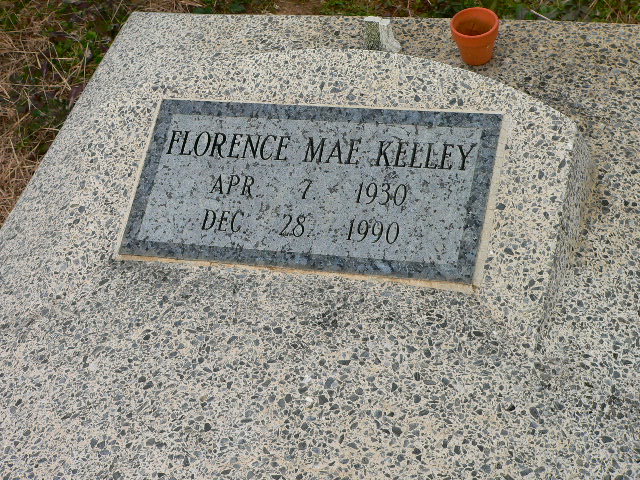 FLORENCE MAE KELLEY
APR 7 1930
DEC 28 1990